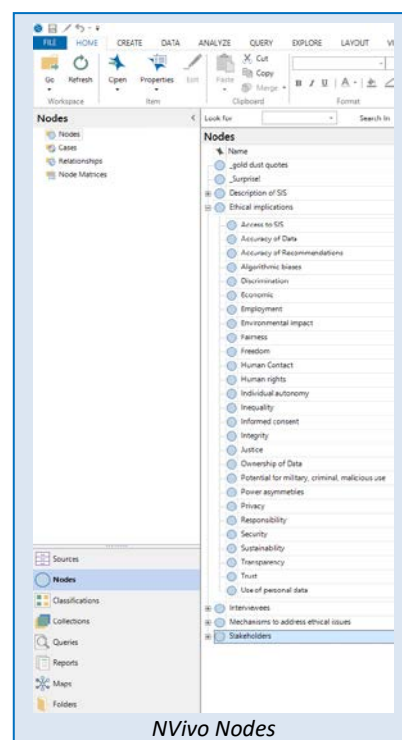 FILE HOME CREATE DATA ANALYZE QUERY EXPLORE LAYOUT
Go Refresh Open Properties Edit Paste
Cut
Copy
Merge
B I U A
Workspace Item Clipboard Format
Nodes
Nodes
Cases
Relationships
Node Matrices
Sources
Nodes
Classifications
Collections
Queries
Reports
Maps
Folders
Look for Search In
Nodes
Name
_gold dust quotes
_Surprise!
Description of SIS
Ethical implications
Access to SIS
Accuracy of Data
Accuracy of Recommendations
Algorithmic biases
Discrimination
Economic
Employment
Environmental impact
Fairness
Freedom
Human Contact
Human rights
Individual autonomy
Inequality
Informed consent
Integrity
Justice
Ownership of Data
Potential for military, criminal, malicious use
Power asymmetries
Privacy
Responsibility
Security
Sustainability
Transparency
Trust
Use of personal data
Interviewees
Mechanisms to address ethical issues
Stakeholders
NVivo Nodes